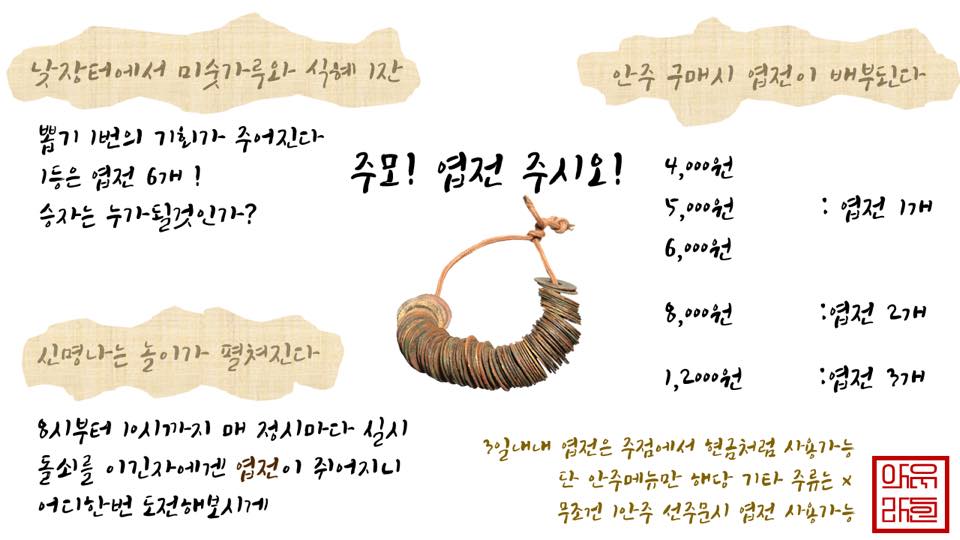 낮장터에서 미숫가루와 식혜 1잔
뽑기 1번의 기회가 주어진다
1등은 엽전 6개!
승자는 누가될것인가?
주모! 엽전 주시오!
안주 구매시 엽전이 배부된다
4,000원
5,000원 : 엽전 1개
6,000원
8,000원 :엽전 2개
1,2000원 :엽전 3개
신명나는 놀이가 펼쳐진다
8시부터 10시까지 매 정시마다 실시
돌쇠를 이긴자에겐 엽전이 쥐어지니
어디한번 도전해보시게
3일내내 엽전은 주점에서 현금처럼 사용가능
단 안주메뉴만 해당 기타 주류는 x
무조건 1안주 선주문시 엽전 사용가능